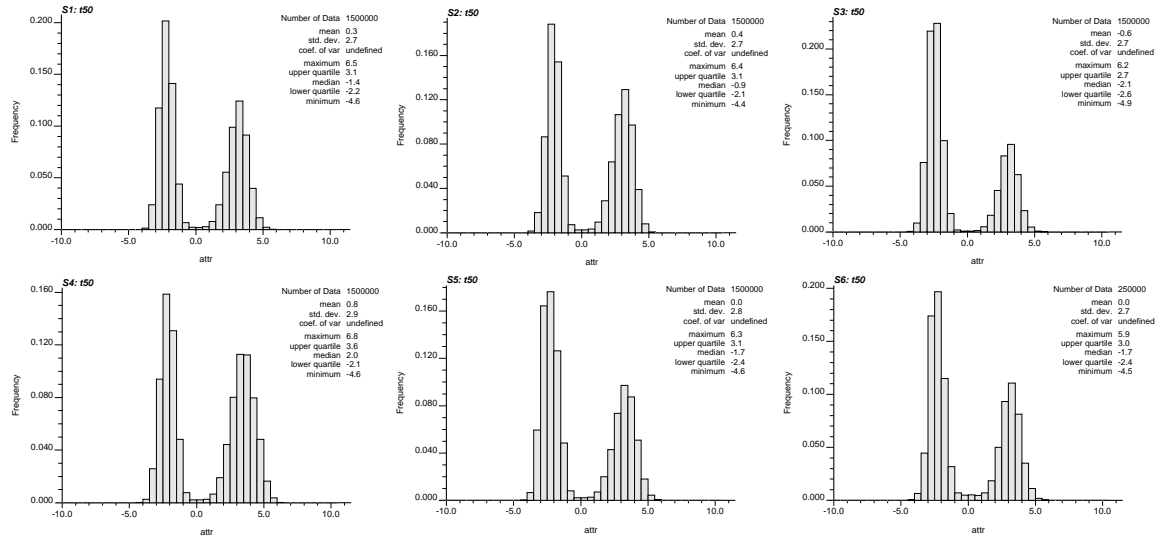 S1: t50
Number of Data 1500000
mean 0.3
std. dev. 2.7
coef. of var undefined
maximum 6.5
upper quartile 3.1
median -1.4
lower quartile -2.2
minimum -4.6
Frequency
0.200
0.150
0.100
0.050
0.000
-10.0 -5.0 0.0 5.0 10.0
attr
S2: t50
Number of Data 1500000
mean 0.4
std. dev. 2.7
coef. of var undefined
maximum 6.4
upper quartile 3.1
median -0.9
lower quartile -2.1
minimum -4.4
Frequency
0.160
0.120
0.080
0.040
0.000
-10.0 -5.0 0.0 5.0 10.0
attr
S3: t50
Number of Data 1500000
mean -0.6
std. dev. 2.7
coef. of var undefined
maximum 6.2
upper quartile 2.7
median -2.1
lower quartile -2.6
minimum -4.9
Frequency
0.200
0.150
0.100
0.050
0.000
-10.0 -5.0 0.0 5.0 10.0
attr
S4: t50
Number of Data 1500000
mean 0.8
std. dev. 2.9
coef. of var undefined
maximum 6.8
upper quartile 3.6
median 2.0
lower quartile -2.1
minimum -4.6
Frequency
0.160
0.120
0.080
0.040
0.000
-10.0 -5.0 0.0 5.0 10.0
attr
S5: t50
Number of Data 1500000
mean 0.0
std. dev. 2.8
coef. of var undefined
maximum 6.3
upper quartile 3.1
median -1.7
lower quartile -2.4
minimum -4.6
Frequency
0.160
0.120
0.080
0.040
0.000
-10.0 -5.0 0.0 5.0 10.0
attr
S6: t50
Number of Data 250000
mean 0.0
std. dev. 2.7
coef. of var undefined
maximum 5.9
upper quartile 3.0
median -1.7
lower quartile -2.4
minimum -4.5
Frequency
0.200
0.150
0.100
0.050
0.000
-10.0 -5.0 0.0 5.0 10.0
attr